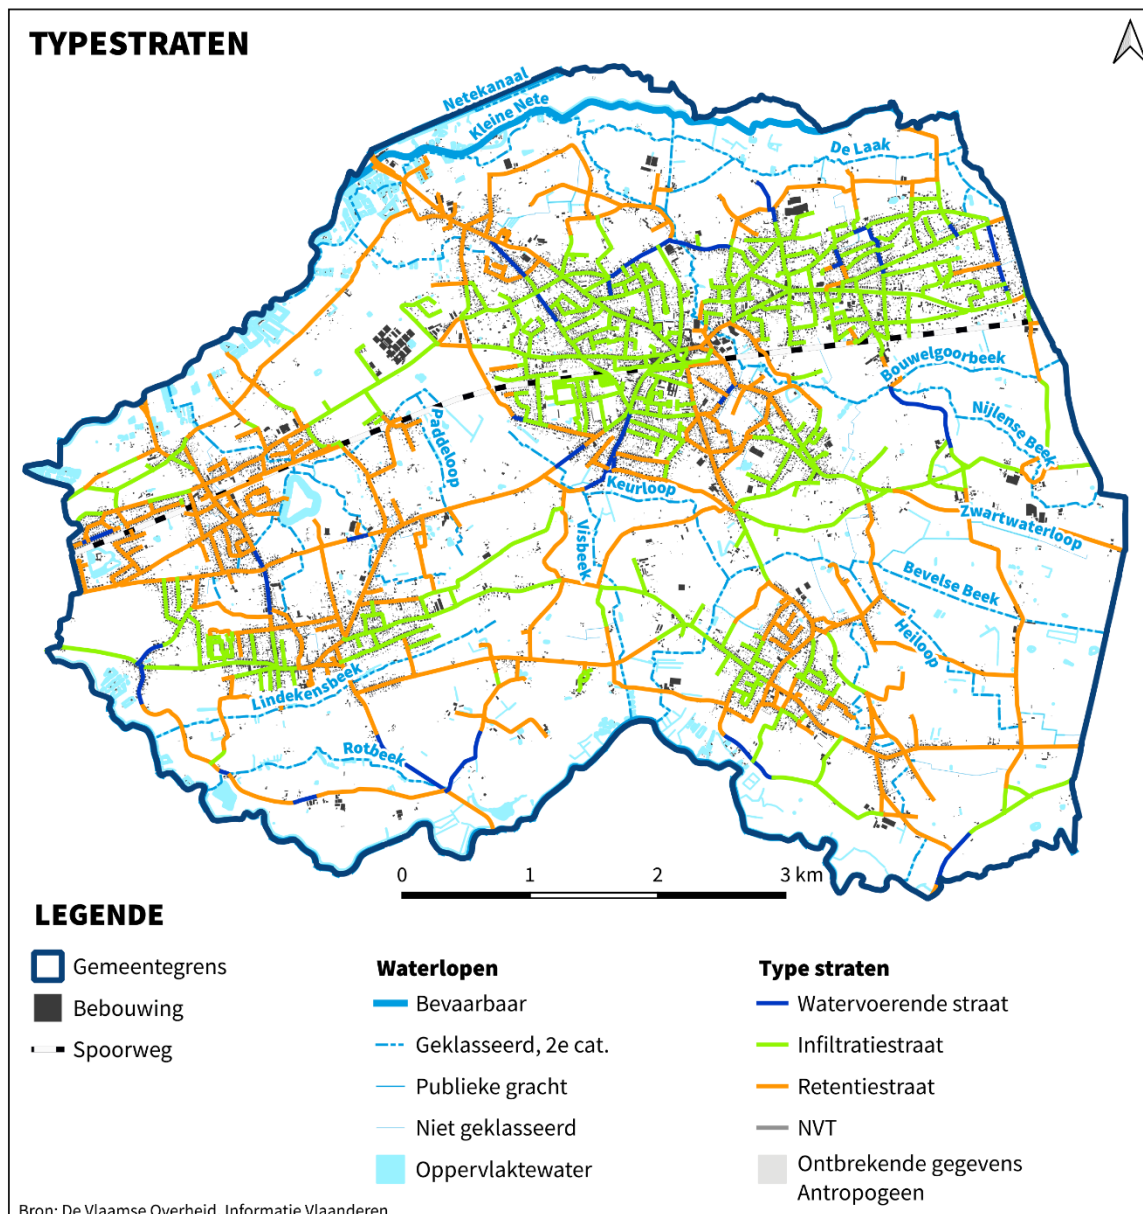 TYPESTRATEN
Netekanaal
Kleine Nete
De Laak
Bouwelgoorbeek
Nijlense Beek
Paddeloop
Keurloop
Zwartwaterloop
Visbeek
Bevelse Beek
Heiloop
Lindekensbeek
Rotbeek
0 1 2 3 km
LEGENDE
Gemeentegrens
Bebouwing
Spoorweg
Waterlopen
Bevaarbaar
Geklasseerd, 2e cat.
Publieke gracht
Niet geklasseerd
Oppervlaktewater
Type straten
Watervoerende straat
Infiltratiestraat
Retentiestraat
NVT
Ontbrekende gegevens
Antropogeen
Bron: De Vlaamse Overheid, Informatie Vlaanderen